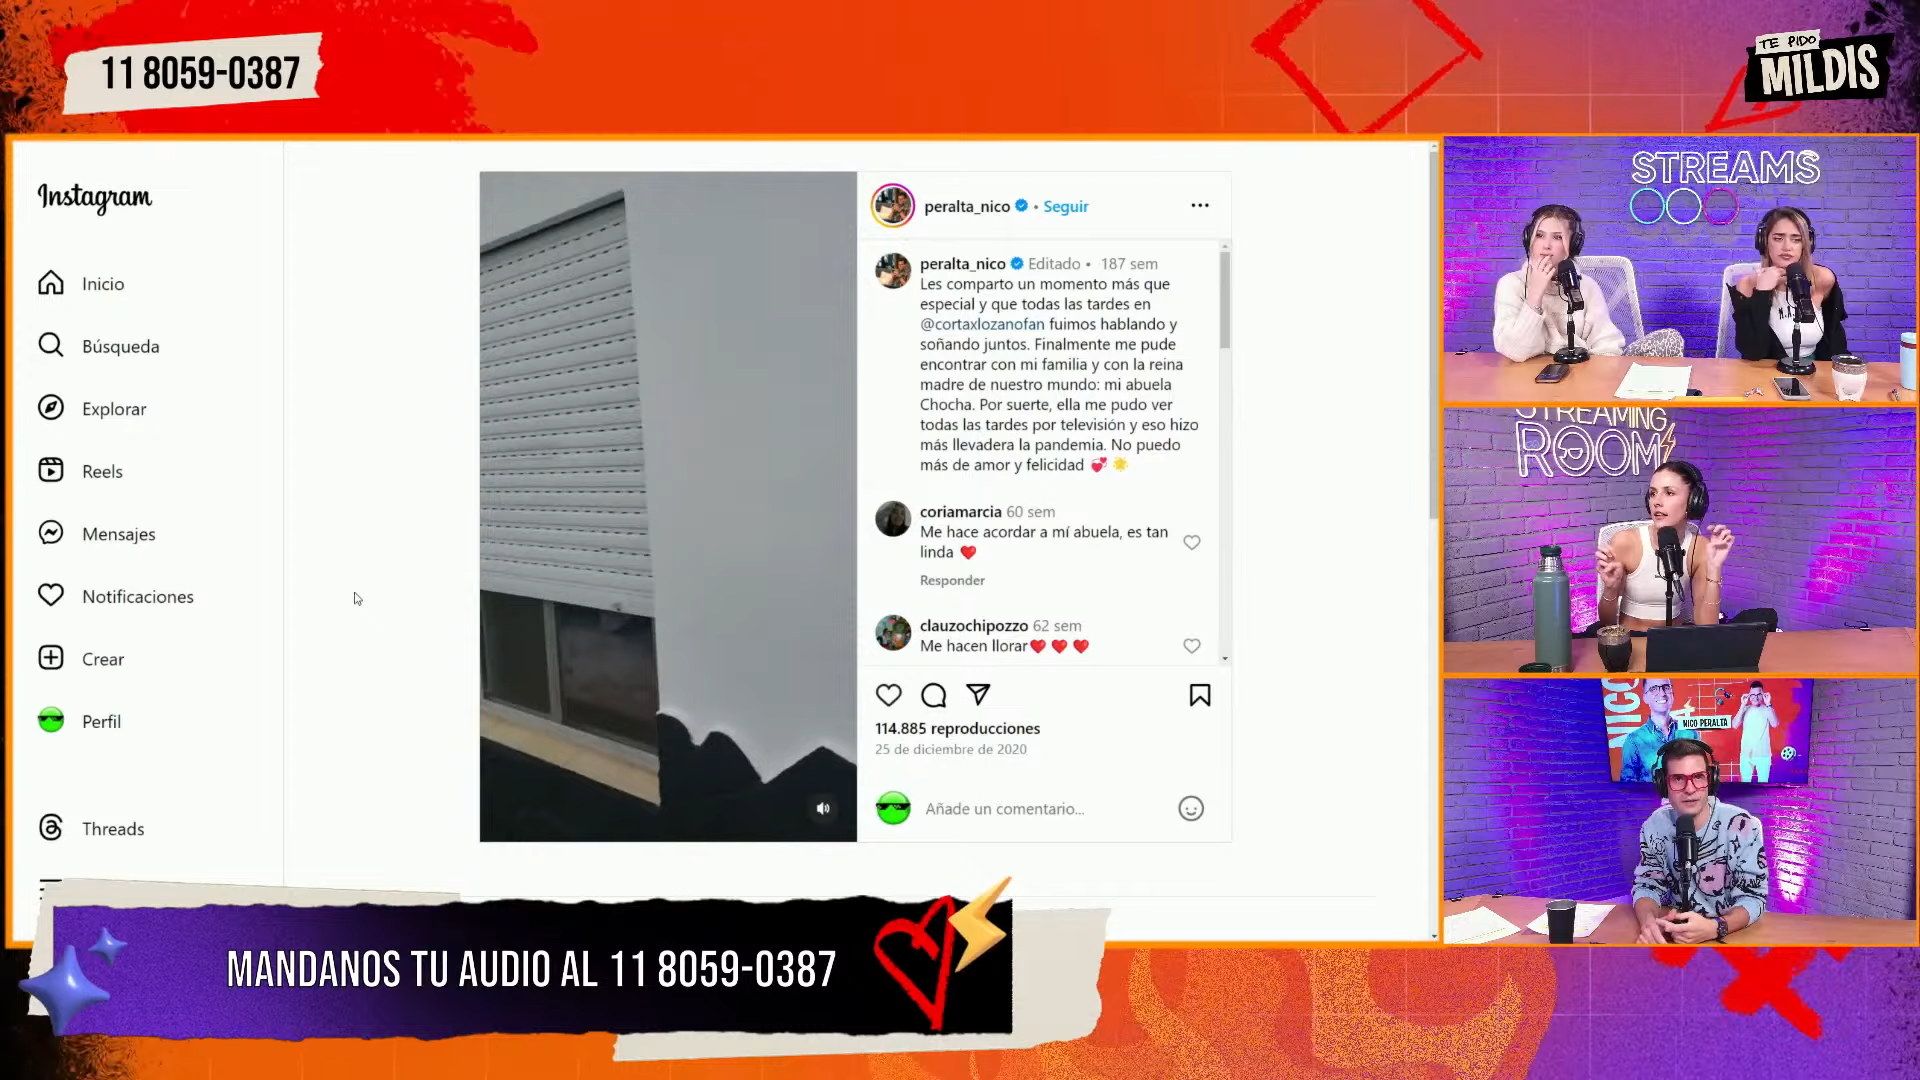 11 8059-0387
TE PIDO
MILDIS
Instagram
Inicio
Búsqueda
Explorar
Reels
Mensajes
Notificaciones
Crear
Perfil
Threads
peralta_nico • Seguir
peralta_nico Editado • 187 sem
Les comparto un momento más que
especial y que todas las tardes en
@cortaxlozanofan fuimos hablando y
soñando juntos. Finalmente me pude
encontrar con mi familia y con la reina
madre de nuestro mundo: mi abuela
Chocha. Por suerte, ella me pudo ver
todas las tardes por televisión y eso hizo
más llevadera la pandemia. No puedo
más de amor y felicidad 💞 🌟
coriamarcia 60 sem
Me hace acordar a mí abuela, es tan
linda ❤️
Responder
clauzochipozzo 62 sem
Me hacen llorar❤️ ❤️ ❤️
114.885 reproducciones
25 de diciembre de 2020
Añade un comentario...
STREAMS
STREAMING
ROOM
NICO
NICO PERALTA
MANDANOS TU AUDIO AL 11 8059-0387